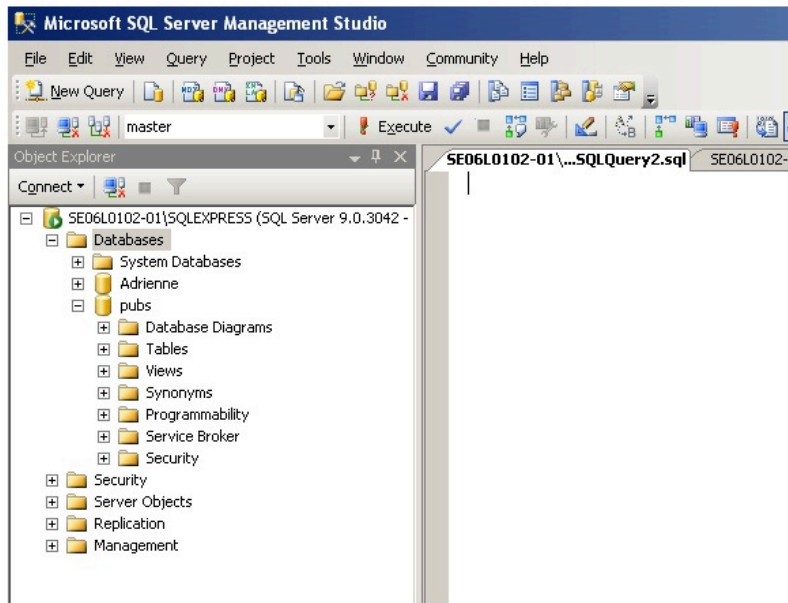 Microsoft SQL Server Management Studio
File Edit View Query Project Tools Window Community Help
New Query
master Execute
Object Explorer
SE06L0102-01\...SQLQuery2.sql SE06L0102-
Connect
SE06L0102-01\SQLEXPRESS (SQL Server 9.0.3042 -
Databases
System Databases
Adrienne
pubs
Database Diagrams
Tables
Views
Synonyms
Programmability
Service Broker
Security
Security
Server Objects
Replication
Management